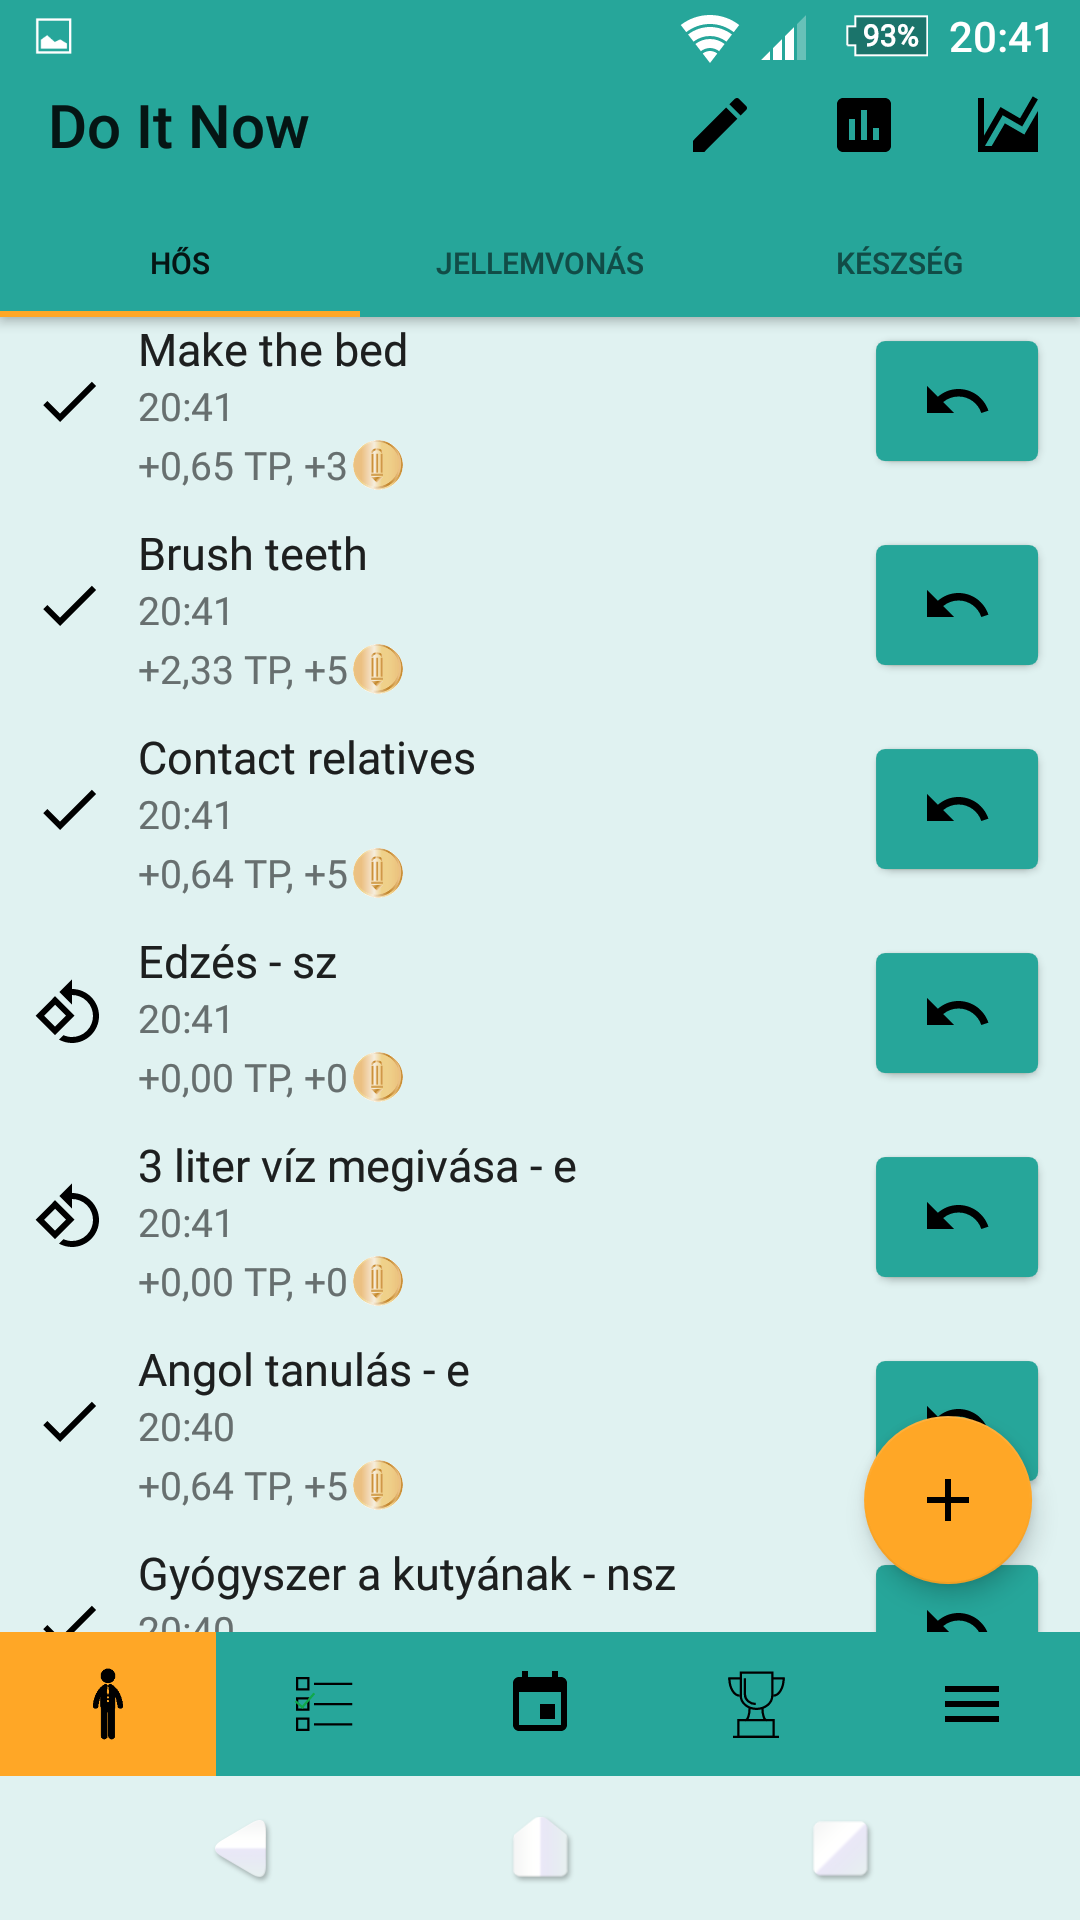 93% 20:41
Do It Now
HŐS JELLEMVONÁS KÉSZSÉG
Make the bed
20:41
+0,65 TP, +3
Brush teeth
20:41
+2,33 TP, +5
Contact relatives
20:41
+0,64 TP, +5
Edzés - sz
20:41
+0,00 TP, +0
3 liter víz megivása - e
20:41
+0,00 TP, +0
Angol tanulás - e
20:40
+0,64 TP, +5
Gyógyszer a kutyának - nsz
20:40